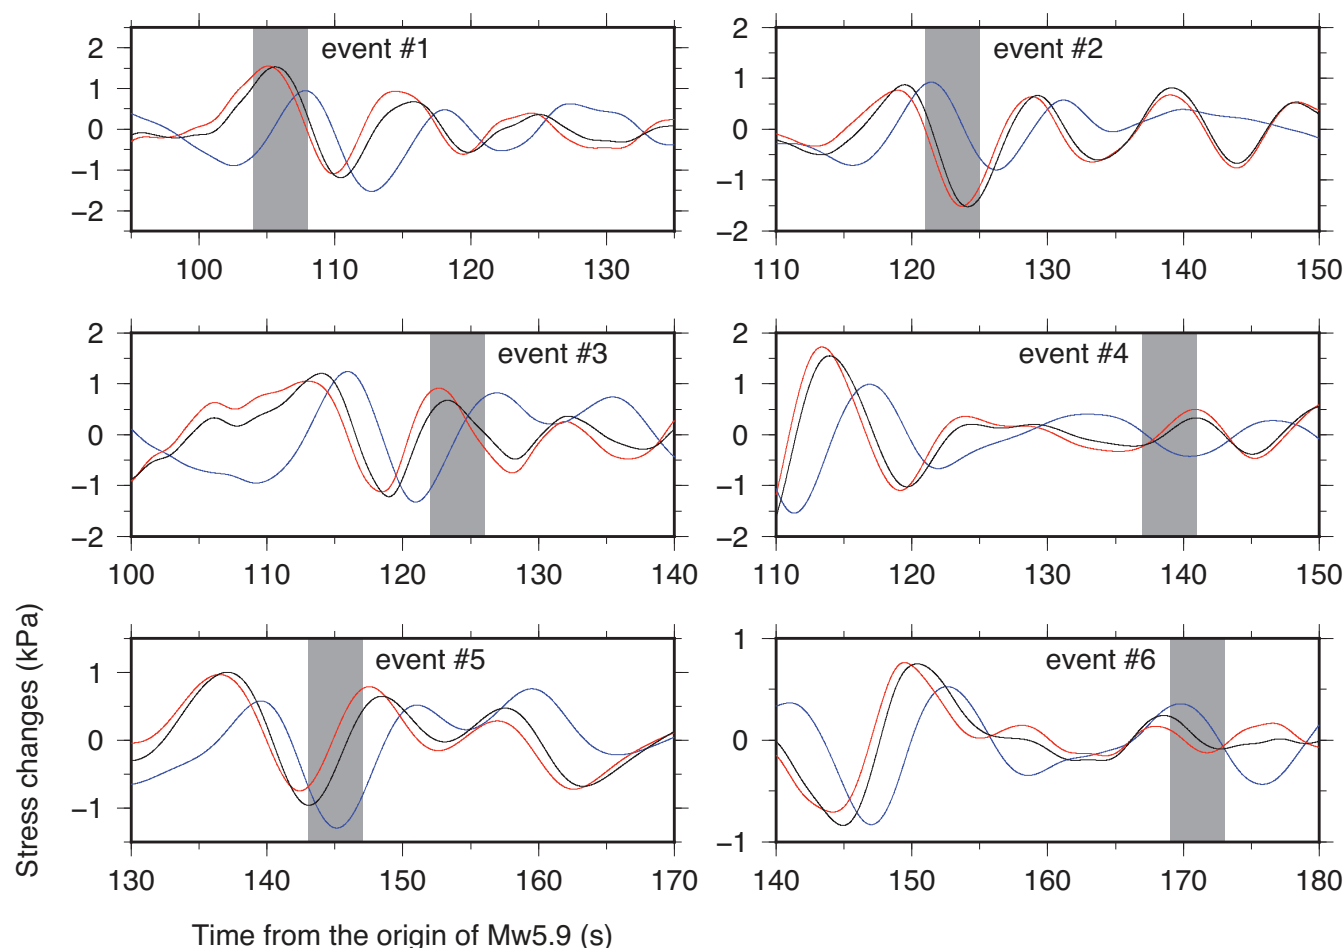 event #1
2
1
0
−1
−2
100 110 120 130
event #2
2
1
0
−1
−2
110 120 130 140 150
event #3
2
1
0
−1
−2
100 110 120 130 140
event #4
2
1
0
−1
−2
110 120 130 140 150
event #5
1
0
−1
130 140 150 160 170
event #6
1
0
−1
140 150 160 170 180
Stress changes (kPa)
Time from the origin of Mw5.9 (s)